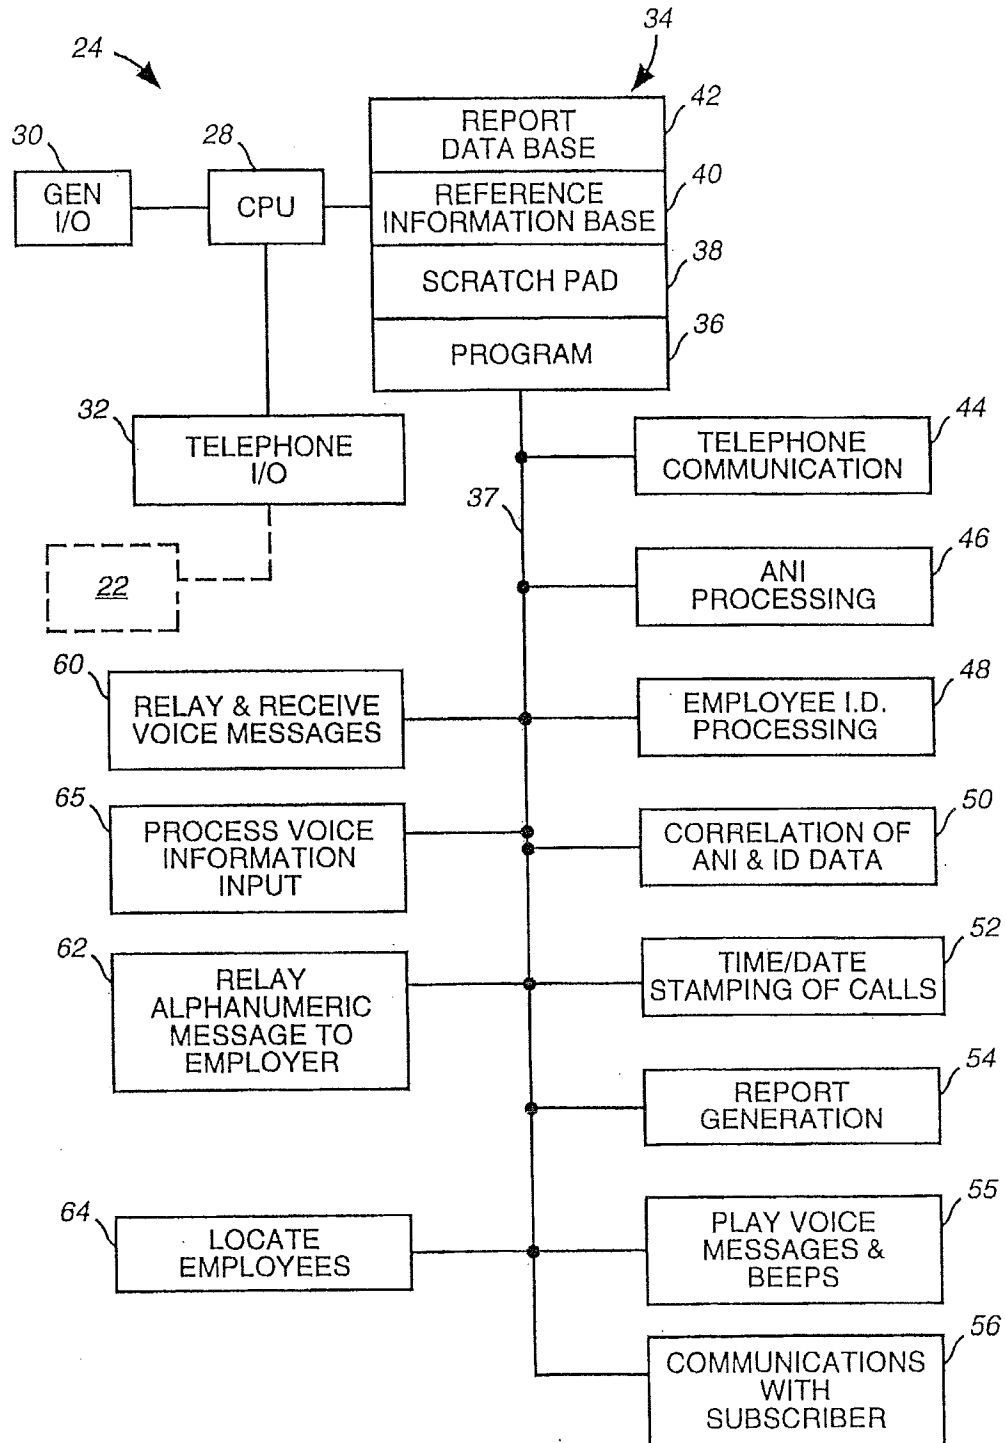 24
34
42
REPORT
DATA BASE
30
28
40
GEN
I/O
CPU
REFERENCE
INFORMATION BASE
38
SCRATCH PAD
36
PROGRAM
32
TELEPHONE
I/O
44
TELEPHONE
COMMUNICATION
37
22
46
ANI
PROCESSING
60
RELAY & RECEIVE
VOICE MESSAGES
48
EMPLOYEE I.D.
PROCESSING
65
PROCESS VOICE
INFORMATION
INPUT
50
CORRELATION OF
ANI & ID DATA
62
RELAY
ALPHANUMERIC
MESSAGE TO
EMPLOYER
52
TIME/DATE
STAMPING OF CALLS
54
REPORT
GENERATION
64
LOCATE
EMPLOYEES
55
PLAY VOICE
MESSAGES &
BEEPS
56
COMMUNICATIONS
WITH
SUBSCRIBER